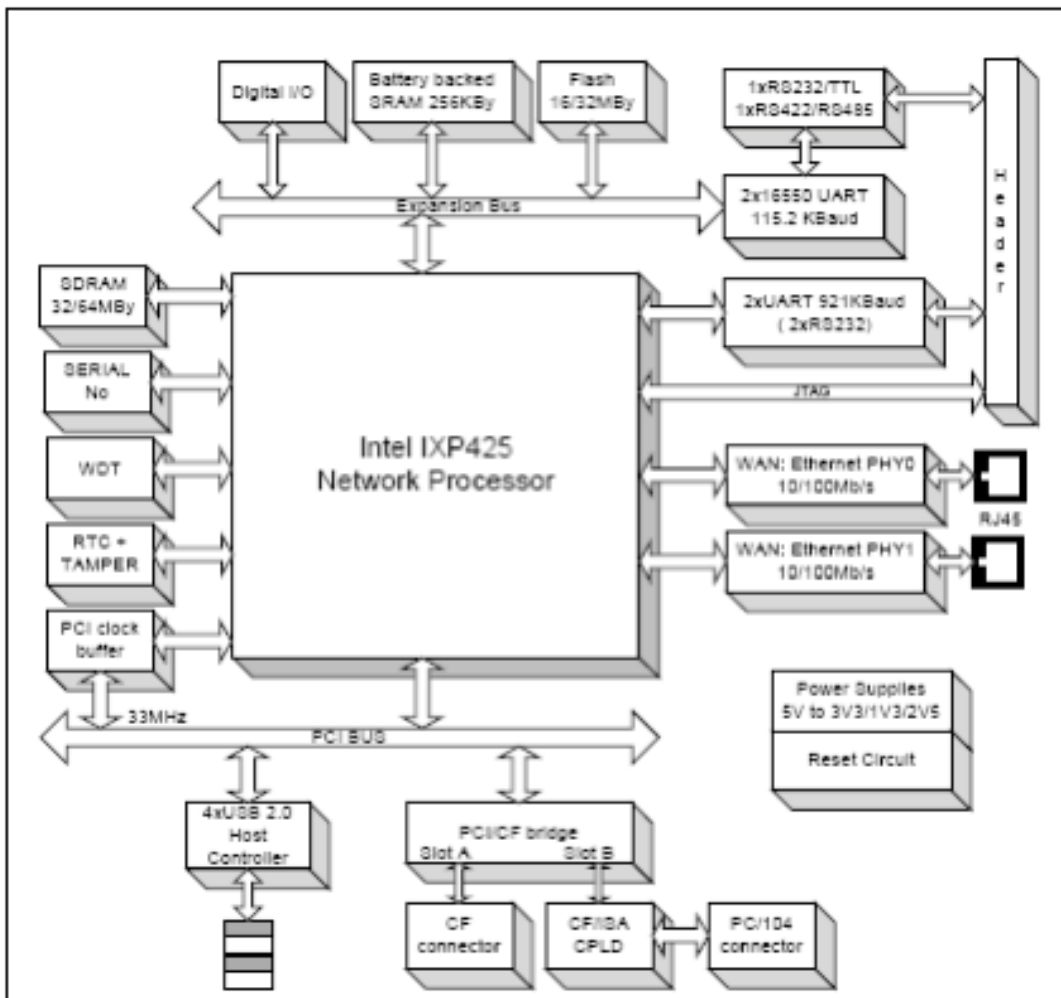 Digital I/O
Battery backed
SRAM 256KBy
Flash
16/32MBy
1xRS232/TTL
1xRS422/RS485
Header
Expansion Bus
2x16550 UART
115.2 KBaud
SDRAM
32/64MBy
2xUART 921KBaud
( 2xRS232)
SERIAL
No
JTAG
Intel IXP425
Network Processor
WDT
WAN: Ethernet PHY0
10/100Mb/s
RJ45
RTC +
TAMPER
WAN: Ethernet PHY1
10/100Mb/s
PCI clock
buffer
33MHz
PCI BUS
Power Supplies
5V to 3V3/1V3/2V5
Reset Circuit
4xUSB 2.0
Host
Controller
PCI/CF bridge
Slot A
Slot B
CF
connector
CF/ISA
CPLD
PC/104
connector